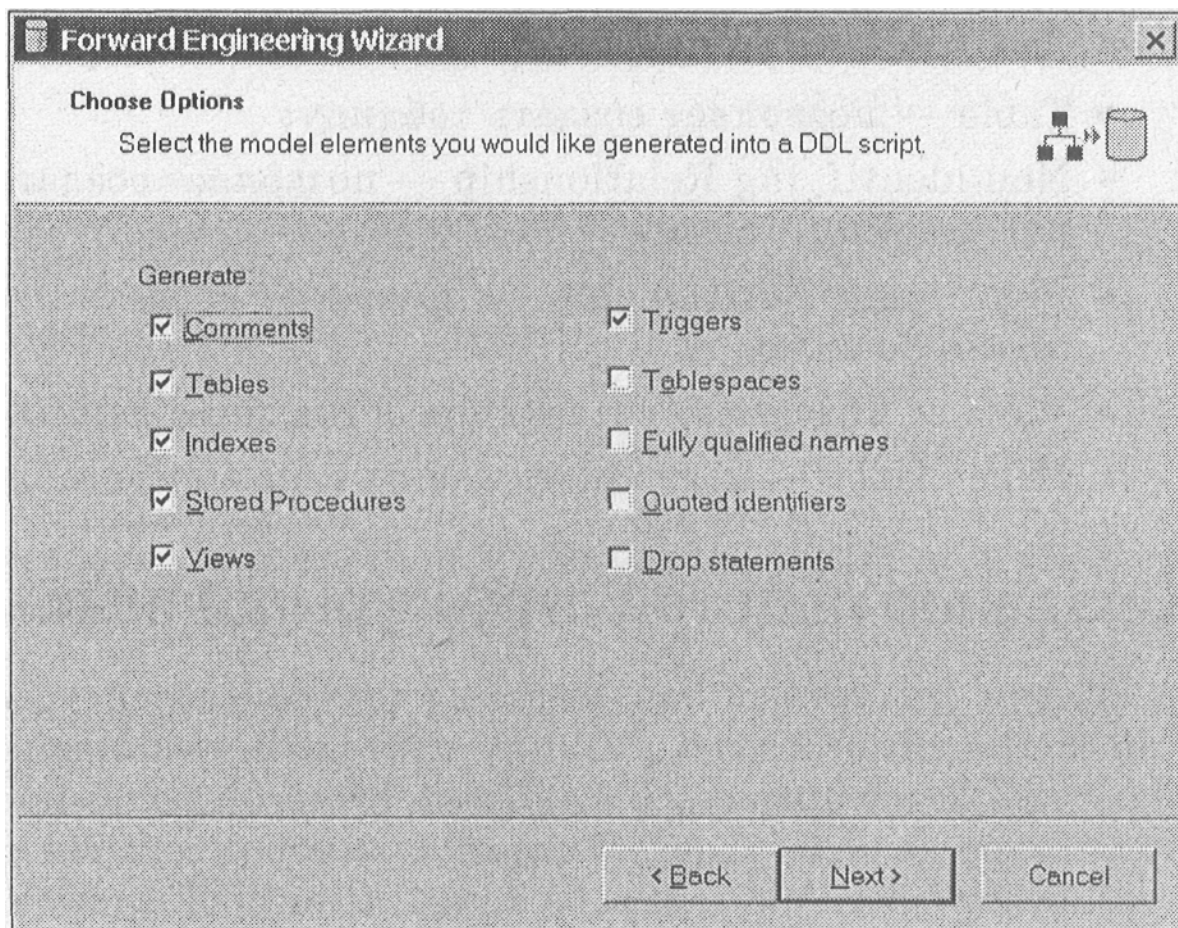 Forward Engineering Wizard
Choose Options
Select the model elements you would like generated into a DDL script.
Generate:
Comments
Tables
Indexes
Stored Procedures
Views
Triggers
Tablespaces
Fully qualified names
Quoted identifiers
Drop statements
< Back
Next >
Cancel